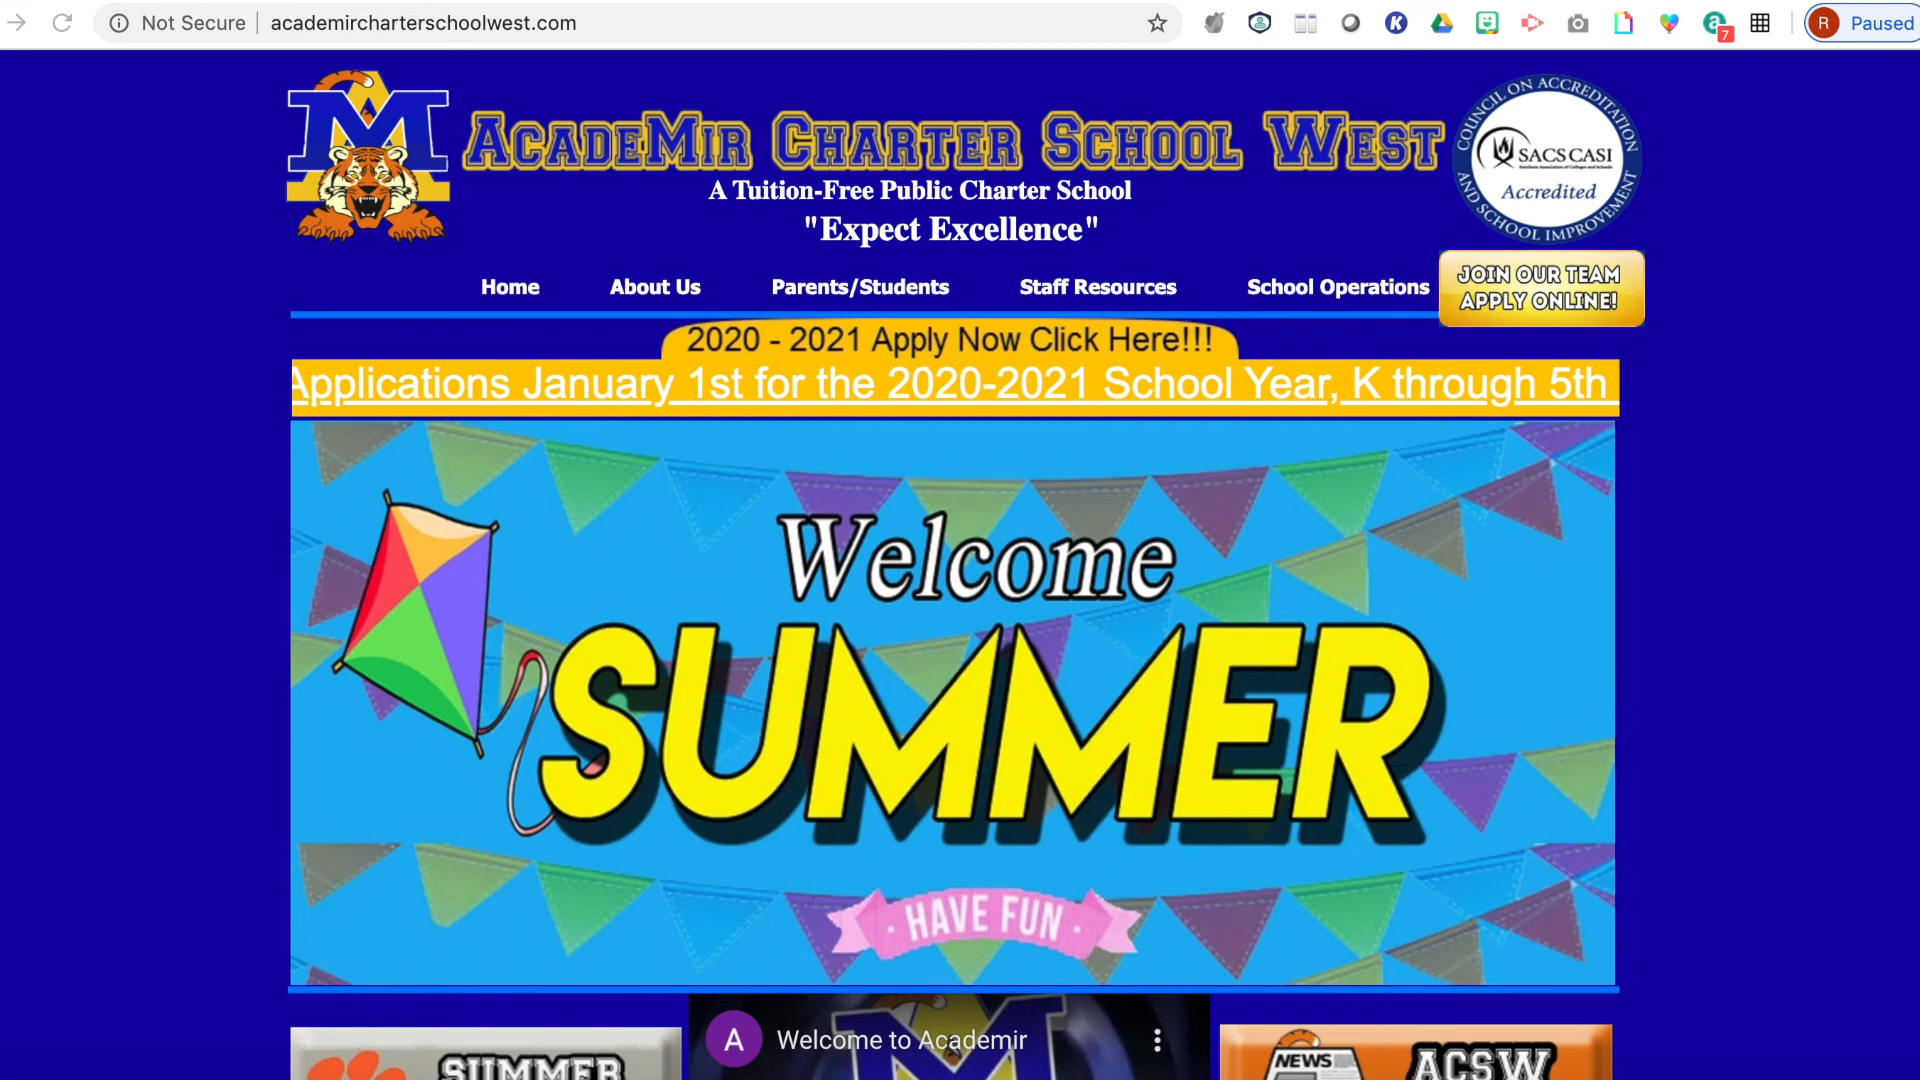 Not Secure academircharterschoolwest.com
7
R Paused
M
AcadeMir Charter School West
A Tuition-Free Public Charter School
"Expect Excellence"
COUNCIL ON ACCREDITATION
SACS CASI
Accredited
AND SCHOOL IMPROVEMENT
Home About Us Parents/Students Staff Resources School Operations
JOIN OUR TEAM
APPLY ONLINE!
2020 - 2021 Apply Now Click Here!!!
Applications January 1st for the 2020-2021 School Year, K through 5th
Welcome
SUMMER
· HAVE FUN ·
A Welcome to Academir
SUMMER
NEWS
ACSW